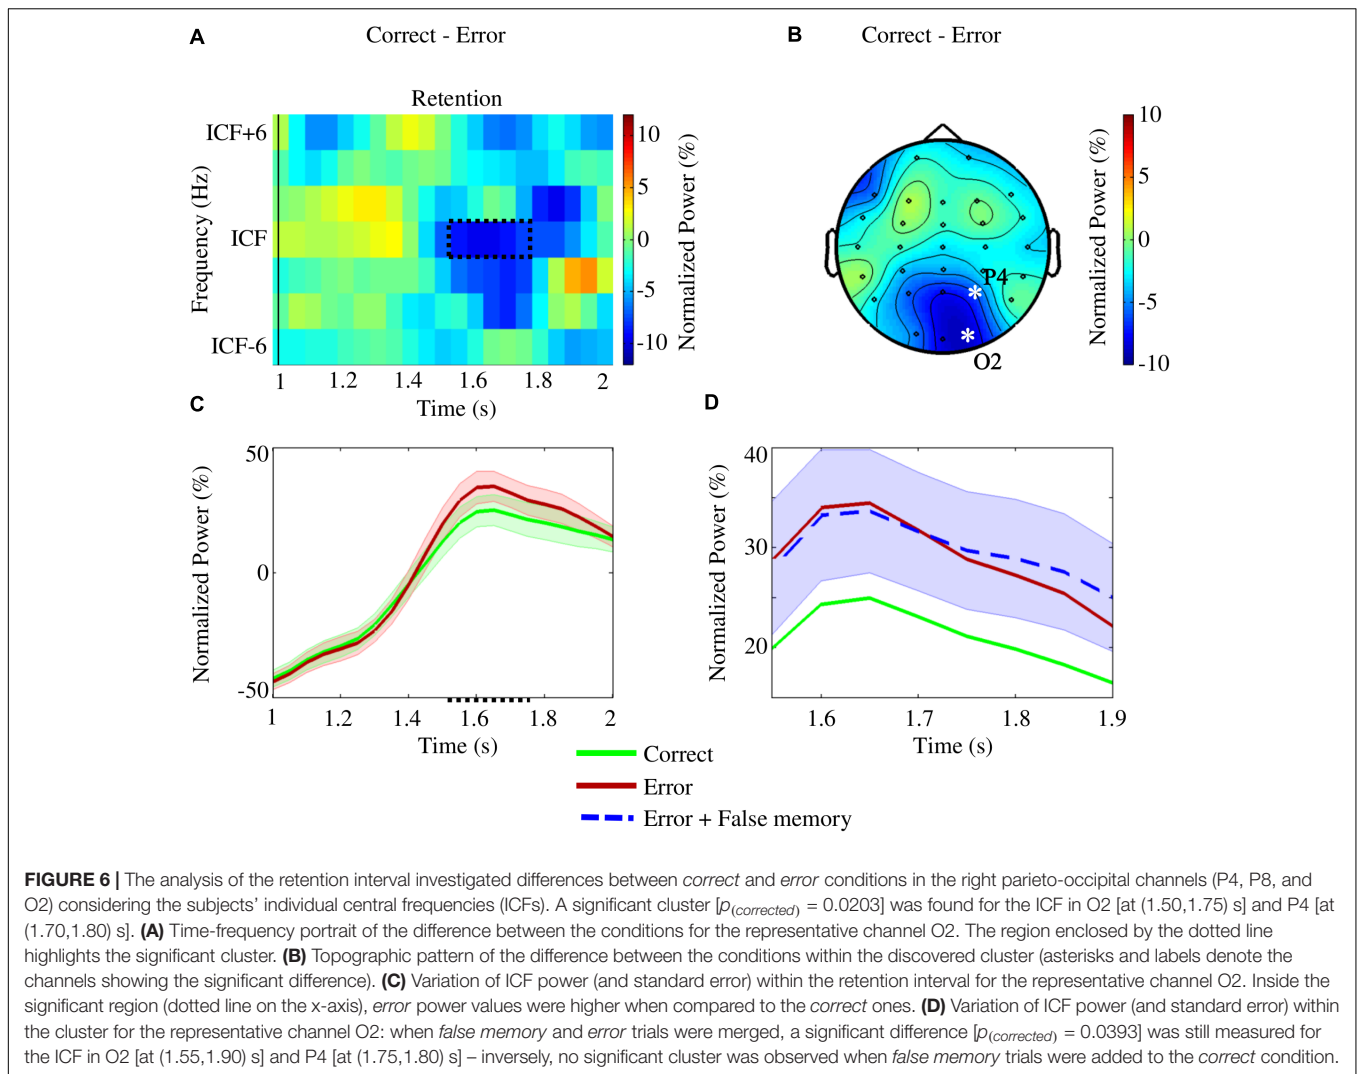 A
Correct - Error
B
Correct - Error
Retention
ICF+6
ICF
ICF-6
Frequency (Hz)
1
1.2
1.4
1.6
1.8
2
Time (s)
10
5
0
-5
-10
Normalized Power (%)
P4
O2
Normalized Power (%)
10
5
0
-5
-10
C
50
0
-50
Normalized Power (%)
1
1.2
1.4
1.6
1.8
2
Time (s)
D
40
30
20
Normalized Power (%)
1.6
1.7
1.8
1.9
Time (s)
Correct
Error
Error + False memory
FIGURE 6 | The analysis of the retention interval investigated differences between correct and error conditions in the right parieto-occipital channels (P4, P8, and
O2) considering the subjects' individual central frequencies (ICFs). A significant cluster [p(corrected) = 0.0203] was found for the ICF in O2 [at (1.50,1.75) s] and P4 [at
(1.70,1.80) s]. (A) Time-frequency portrait of the difference between the conditions for the representative channel O2. The region enclosed by the dotted line
highlights the significant cluster. (B) Topographic pattern of the difference between the conditions within the discovered cluster (asterisks and labels denote the
channels showing the significant difference). (C) Variation of ICF power (and standard error) within the retention interval for the representative channel O2. Inside the
significant region (dotted line on the x-axis), error power values were higher when compared to the correct ones. (D) Variation of ICF power (and standard error) within
the cluster for the representative channel O2: when false memory and error trials were merged, a significant difference [p(corrected) = 0.0393] was still measured for
the ICF in O2 [at (1.55,1.90) s] and P4 [at (1.75,1.80) s] – inversely, no significant cluster was observed when false memory trials were added to the correct condition.